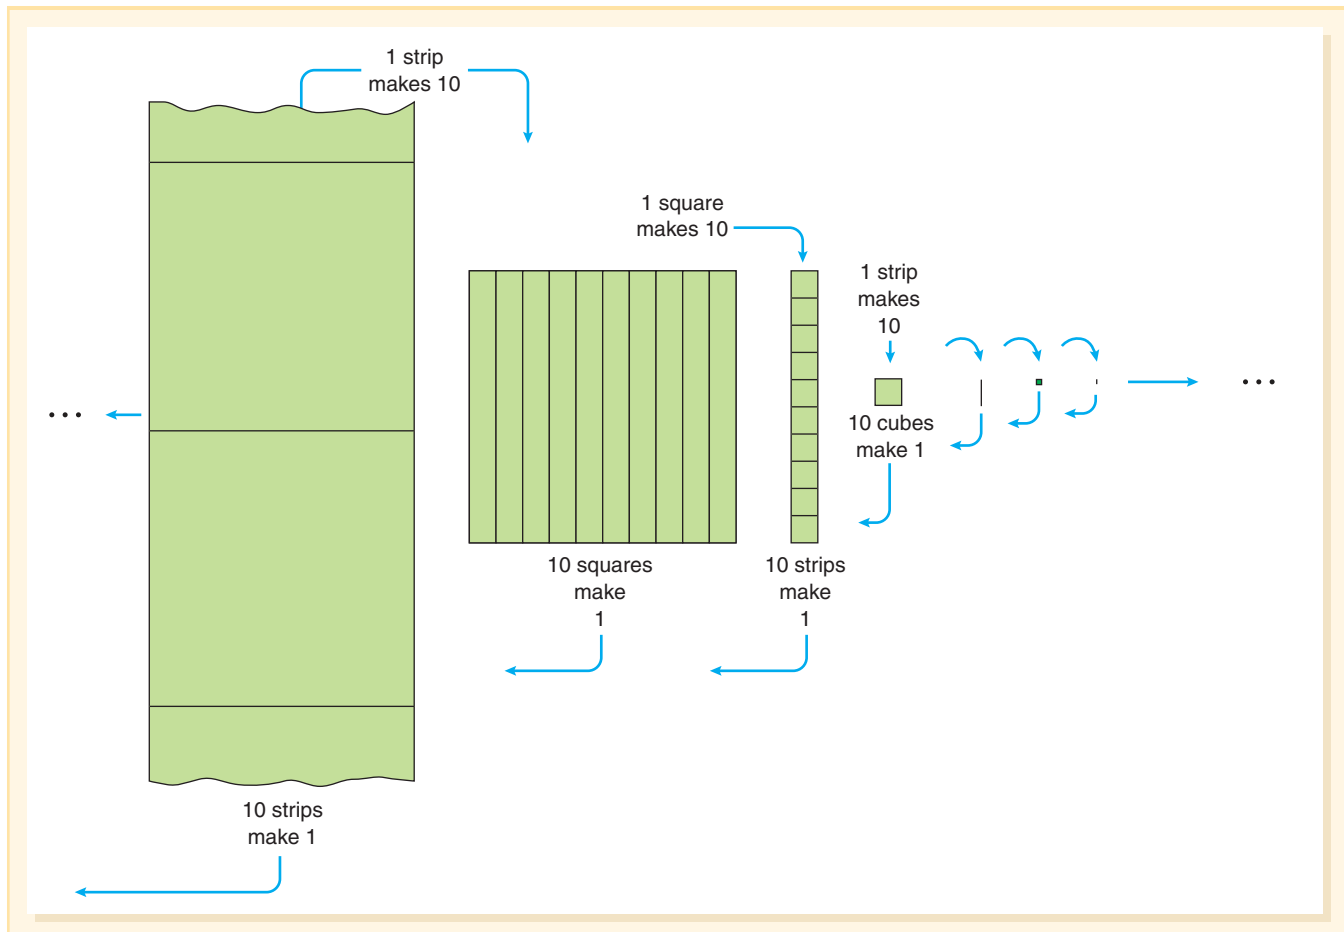 1 strip
makes 10
1 square
makes 10
1 strip
makes
10
10 cubes
make 1
10 squares
make
1
10 strips
make
1
10 strips
make 1